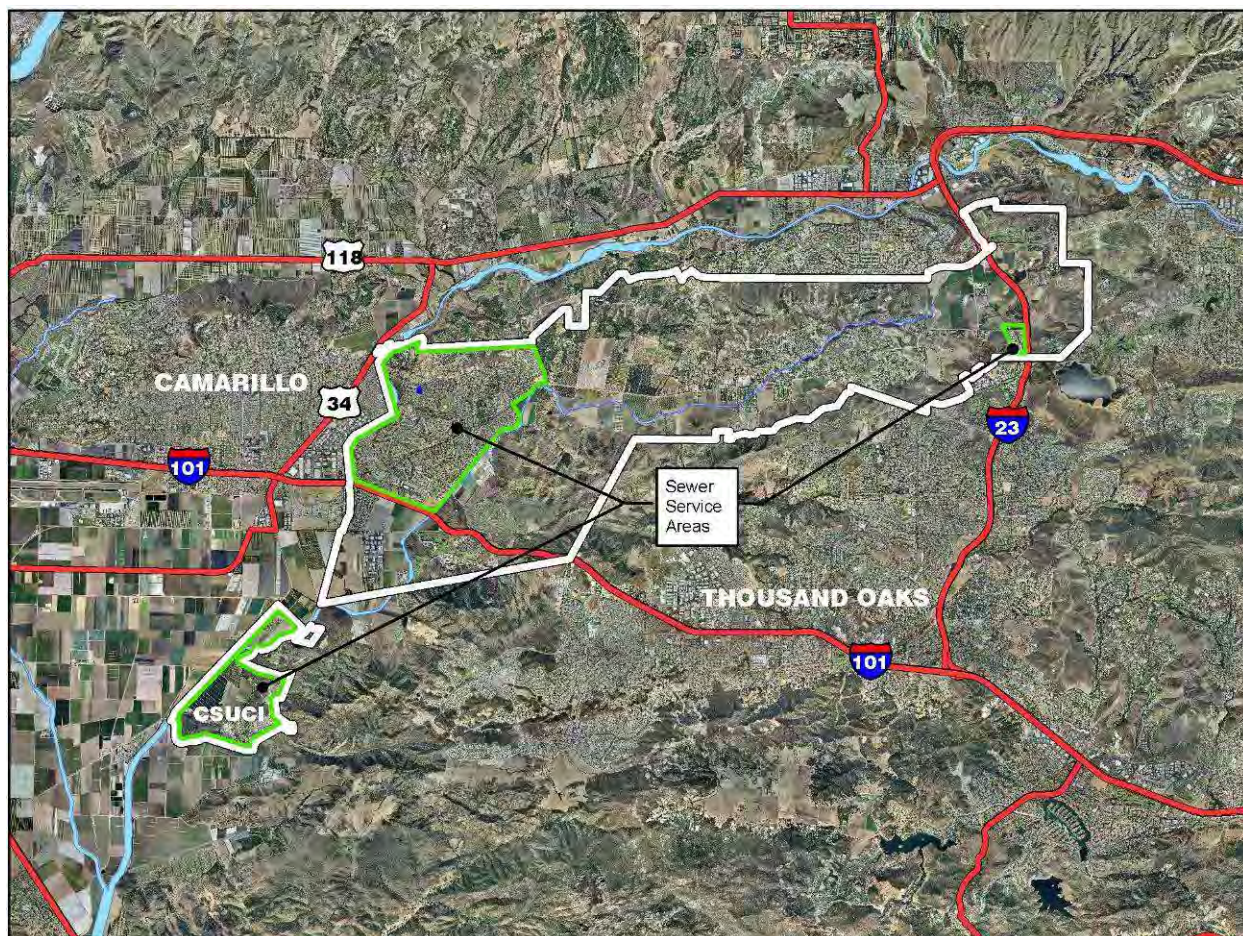 118
CAMARILLO
34
101
23
Sewer
Service
Areas
THOUSAND OAKS
101
CSUCI